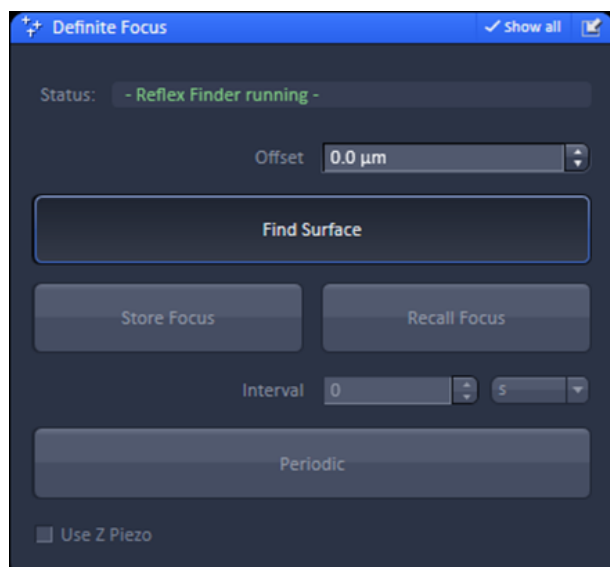 Definite Focus
Show all
Status: - Reflex Finder running -
Offset 0.0 µm
Find Surface
Store Focus Recall Focus
Interval 0 s
Periodic
Use Z Piezo